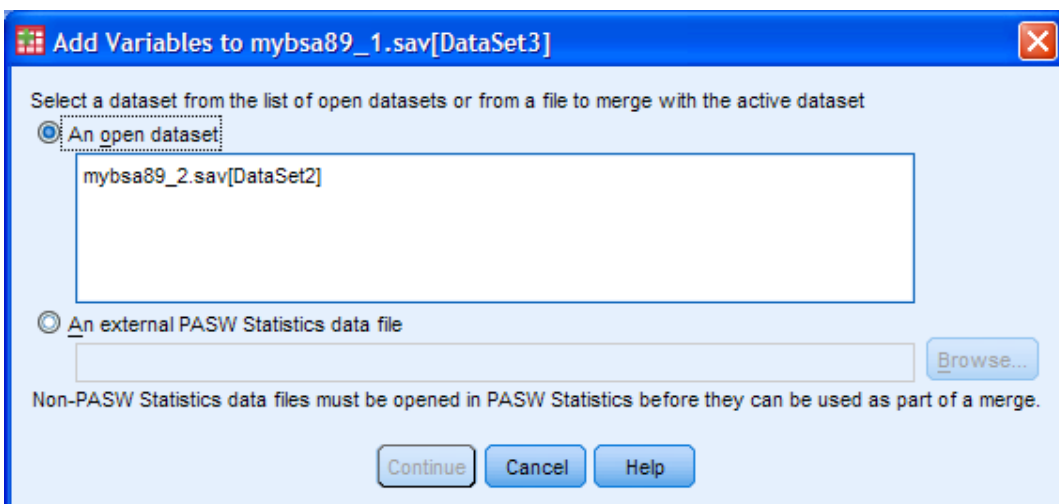 Add Variables to mybsa89_1.sav[DataSet3]
Select a dataset from the list of open datasets or from a file to merge with the active dataset
An open dataset
mybsa89_2.sav[DataSet2]
An external PASW Statistics data file
Browse...
Non-PASW Statistics data files must be opened in PASW Statistics before they can be used as part of a merge.
Continue Cancel Help